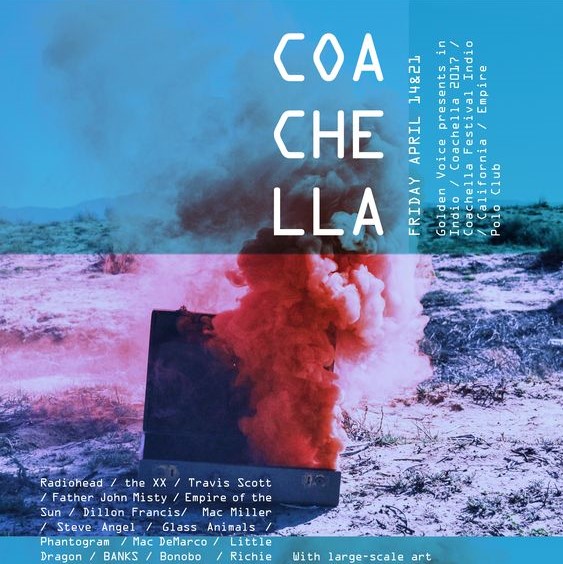 COA
CHE
LLA
FRIDAY APRIL 14&21
Golden Voice presents in
Indio / Coachella 2017 /
Coachella Festival Indio
/ California / Empire
Polo Club
Radiohead / the XX / Travis Scott
/ Father John Misty / Empire of the
Sun / Dillon Francis/ Mac Miller
/ Steve Angel / Glass Animals /
Phantogram / Mac DeMarco / Little
Dragon / BANKS / Bonobo / Richie
With large-scale art